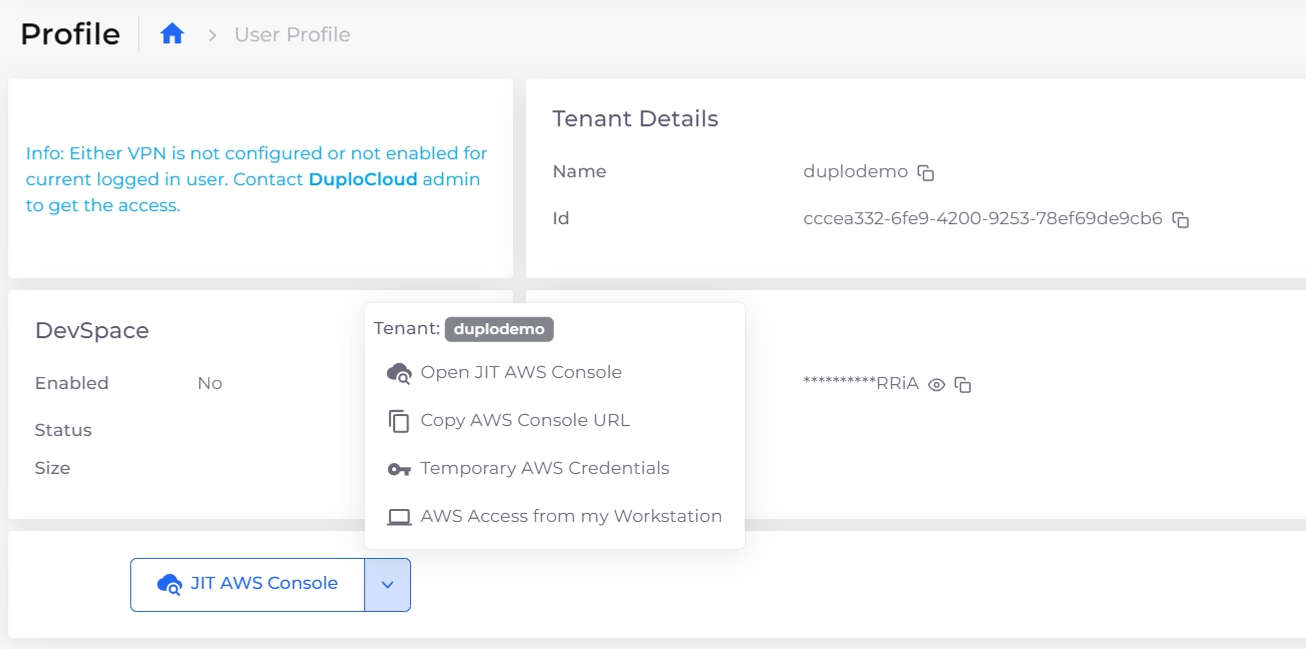 Profile
User Profile
Info: Either VPN is not configured or not enabled for
current logged in user. Contact DuploCloud admin
to get the access.
Tenant Details
Name duplodemo
Id cccea332-6fe9-4200-9253-78ef69de9cb6
DevSpace
Enabled No
Status
Size
Tenant: duplodemo
Open JIT AWS Console
Copy AWS Console URL
Temporary AWS Credentials
AWS Access from my Workstation
**********RRiA
JIT AWS Console